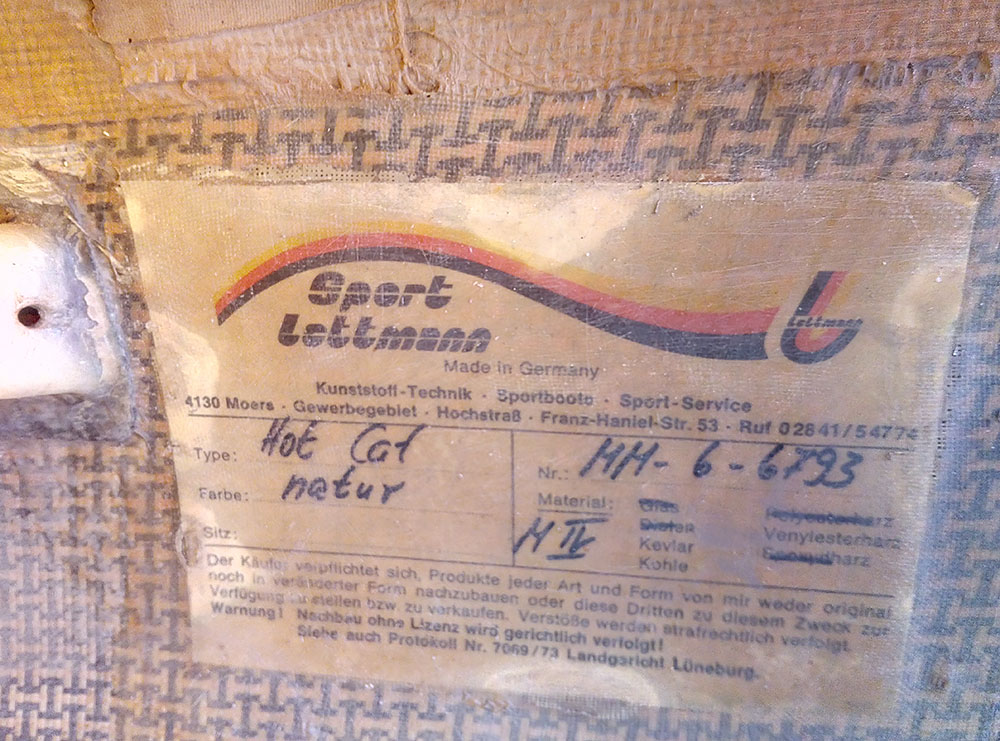 Sport
Lettmann
Lettmann
Made in Germany
Kunststoff-Technik · Sportboote · Sport-Service
4130 Moers · Gewerbegebiet · Hochstraß · Franz-Haniel-Str. 53 · Ruf 02841/54774
Type: Hot Cat
Farbe: natur
Sitz:
Nr.: MM-6-6793
Material: Glas Polyesterharz
Diolen Venylesterharz
M IV Kevlar
Kohle
Der Käufer verpflichtet sich, Produkte jeder Art und Form von mir weder original
noch in veränderter Form nachzubauen oder diese Dritten zu diesem Zweck zur
Verfügung zu stellen bzw zu verkaufen. Verstöße werden strafrechtlich verfolgt.
Warnung! Nachbau ohne Lizenz wird gerichtlich verfolgt!
Siehe auch Protokoll Nr. 7069/73 Landgericht Lüneburg.